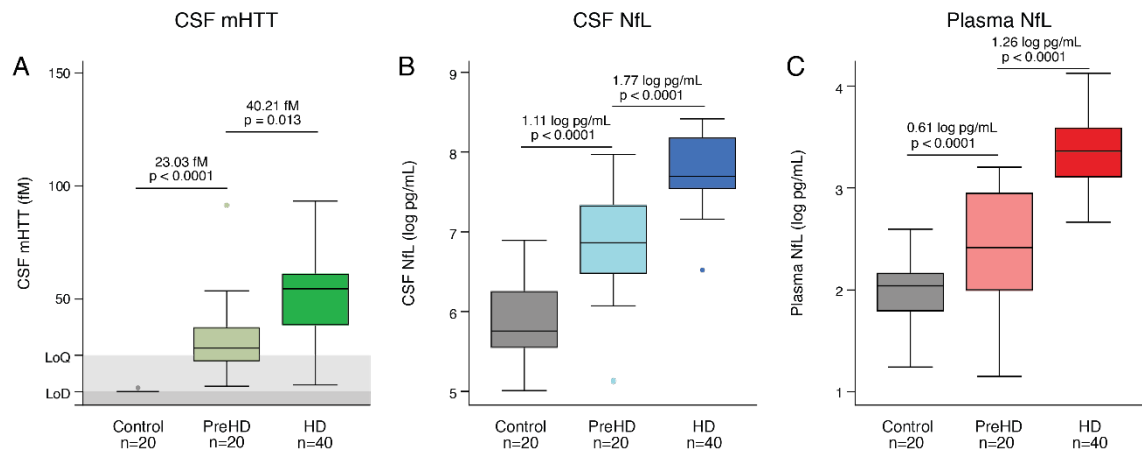 CSF mHTT
A
150
100
50
LoQ
LoD
CSF mHTT (fM)
23.03 fM
p < 0.0001
40.21 fM
p = 0.013
Control
n=20
PreHD
n=20
HD
n=40
CSF NfL
B
9
8
7
6
5
CSF NfL (log pg/mL)
1.11 log pg/mL
p < 0.0001
1.77 log pg/mL
p < 0.0001
Control
n=20
PreHD
n=20
HD
n=40
Plasma NfL
C
4
3
2
1
Plasma NfL (log pg/mL)
0.61 log pg/mL
p < 0.0001
1.26 log pg/mL
p < 0.0001
Control
n=20
PreHD
n=20
HD
n=40